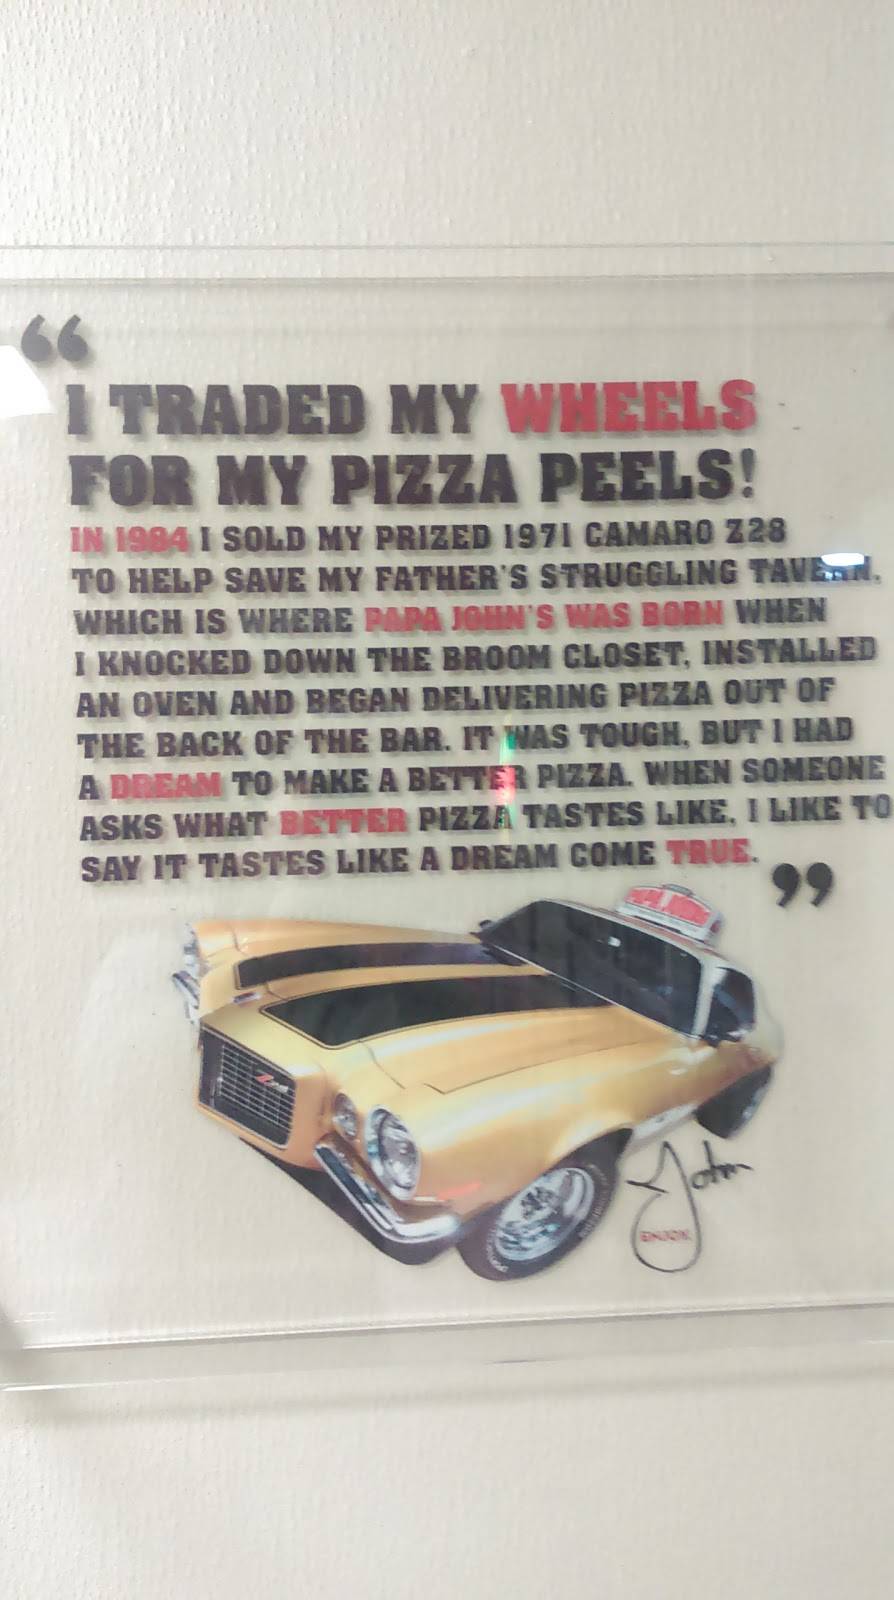 “
I TRADED MY WHEELS
FOR MY PIZZA PEELS!
IN 1984 I SOLD MY PRIZED 1971 CAMARO Z28
TO HELP SAVE MY FATHER'S STRUGGLING TAVERN,
WHICH IS WHERE PAPA JOHN'S WAS BORN WHEN
I KNOCKED DOWN THE BROOM CLOSET, INSTALLED
AN OVEN AND BEGAN DELIVERING PIZZA OUT OF
THE BACK OF THE BAR. IT WAS TOUGH, BUT I HAD
A DREAM TO MAKE A BETTER PIZZA. WHEN SOMEONE
ASKS WHAT BETTER PIZZA TASTES LIKE, I LIKE TO
SAY IT TASTES LIKE A DREAM COME TRUE.
”
PAPA JOHNS
Z28
John
ENJOY